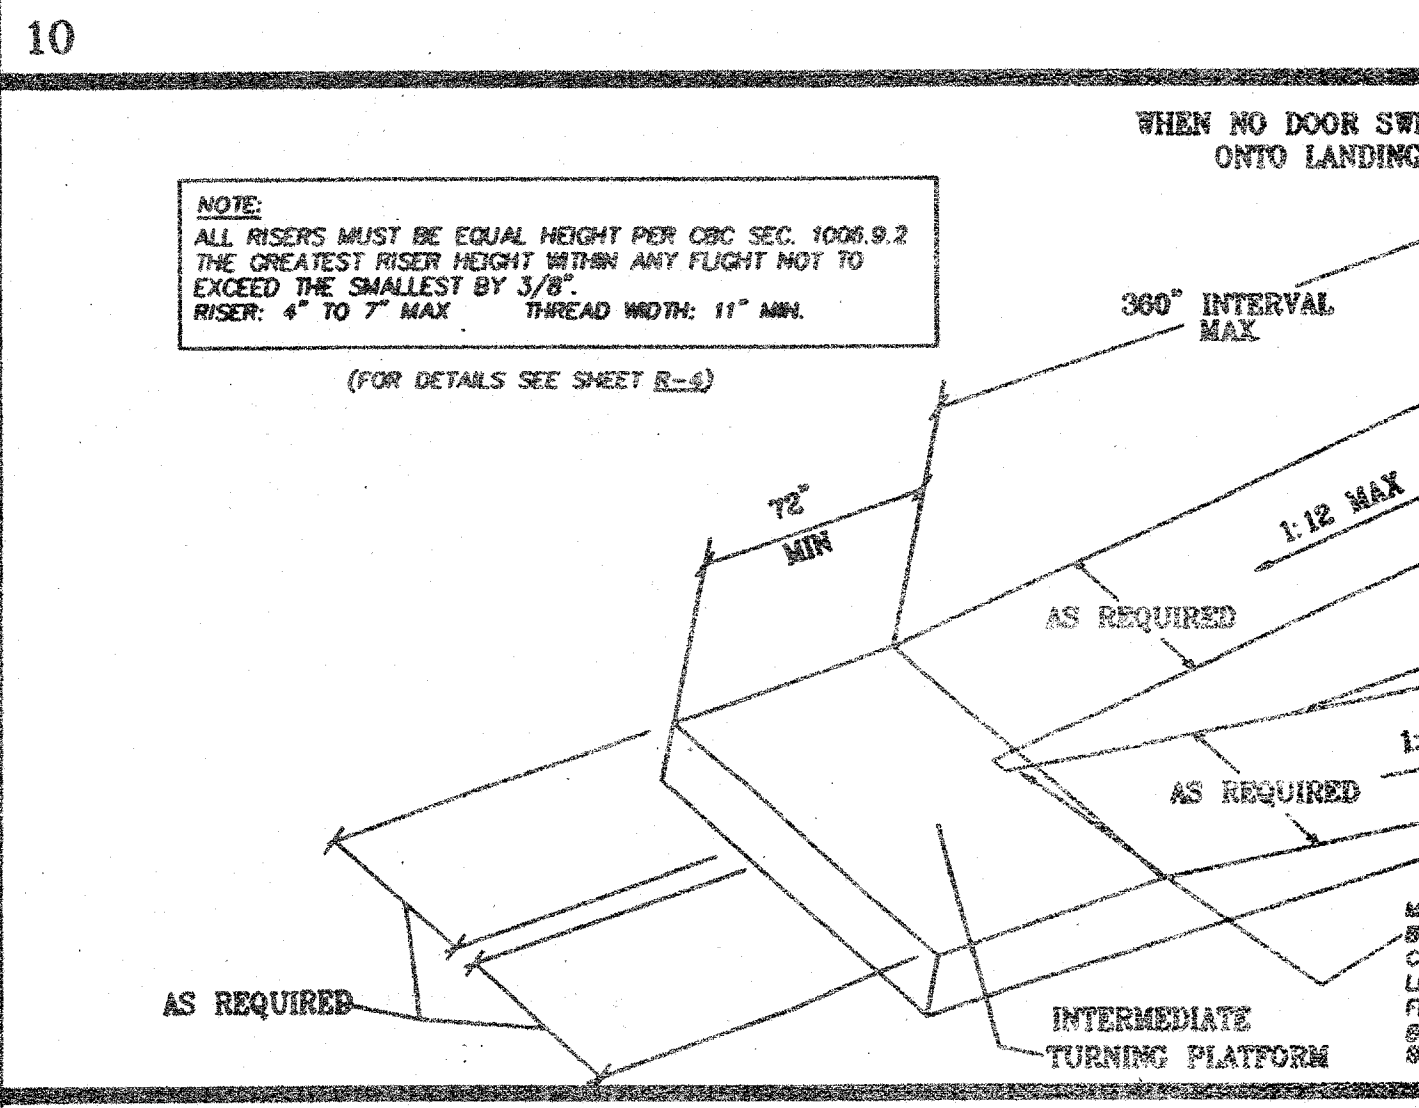 10
WHEN NO DOOR SWI
ONTO LANDING
NOTE:
ALL RISERS MUST BE EQUAL HEIGHT PER CBC SEC. 1006.9.2
THE GREATEST RISER HEIGHT WITHIN ANY FLIGHT NOT TO
EXCEED THE SMALLEST BY 3/8".
RISER: 4" TO 7" MAX THREAD WIDTH: 11" MIN.
(FOR DETAILS SEE SHEET R-4)
360" INTERVAL
MAX
72"
MIN
1:12 MAX
AS REQUIRED
1:
AS REQUIRED
AS REQUIRED
INTERMEDIATE
TURNING PLATFORM